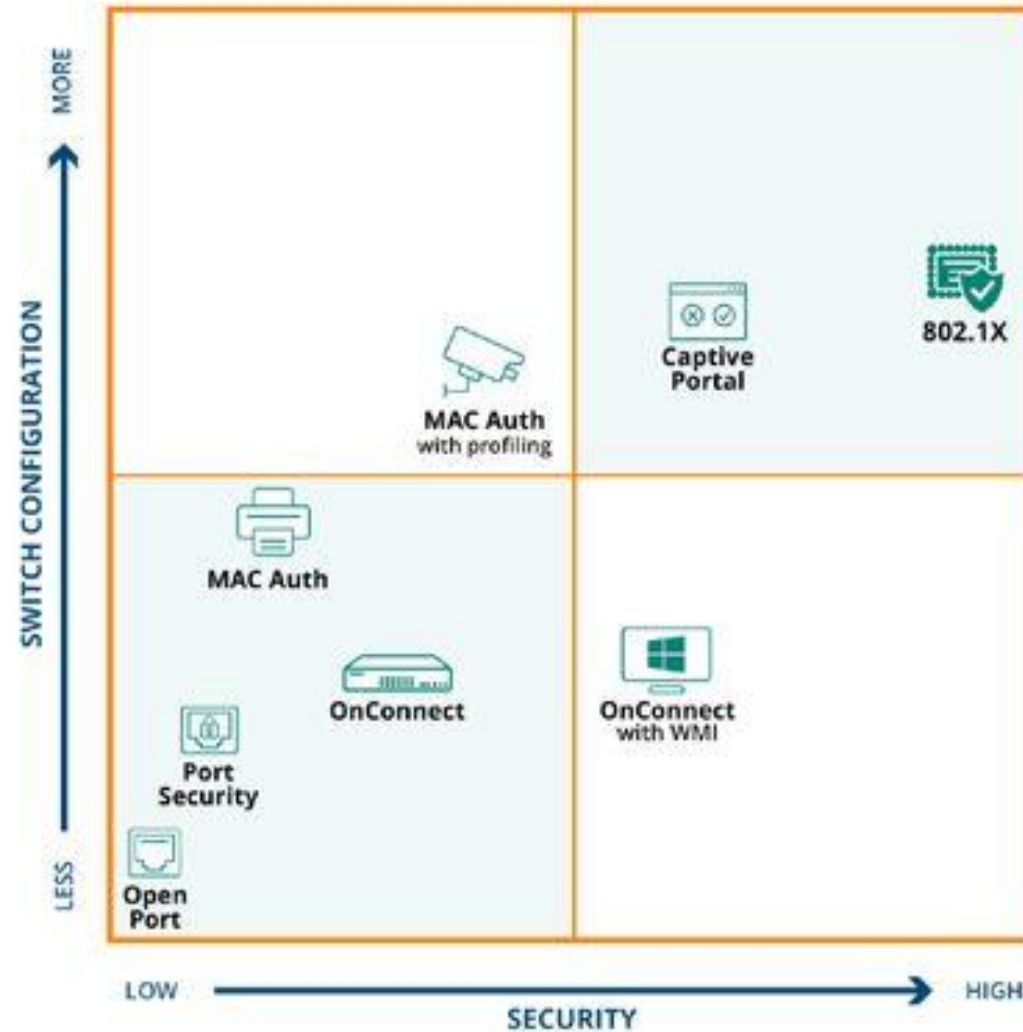 MORE
SWITCH CONFIGURATION
LESS
802.1X
Captive
Portal
MAC Auth
with profiling
MAC Auth
OnConnect
OnConnect
with WMI
Port
Security
Open
Port
LOW
HIGH
SECURITY